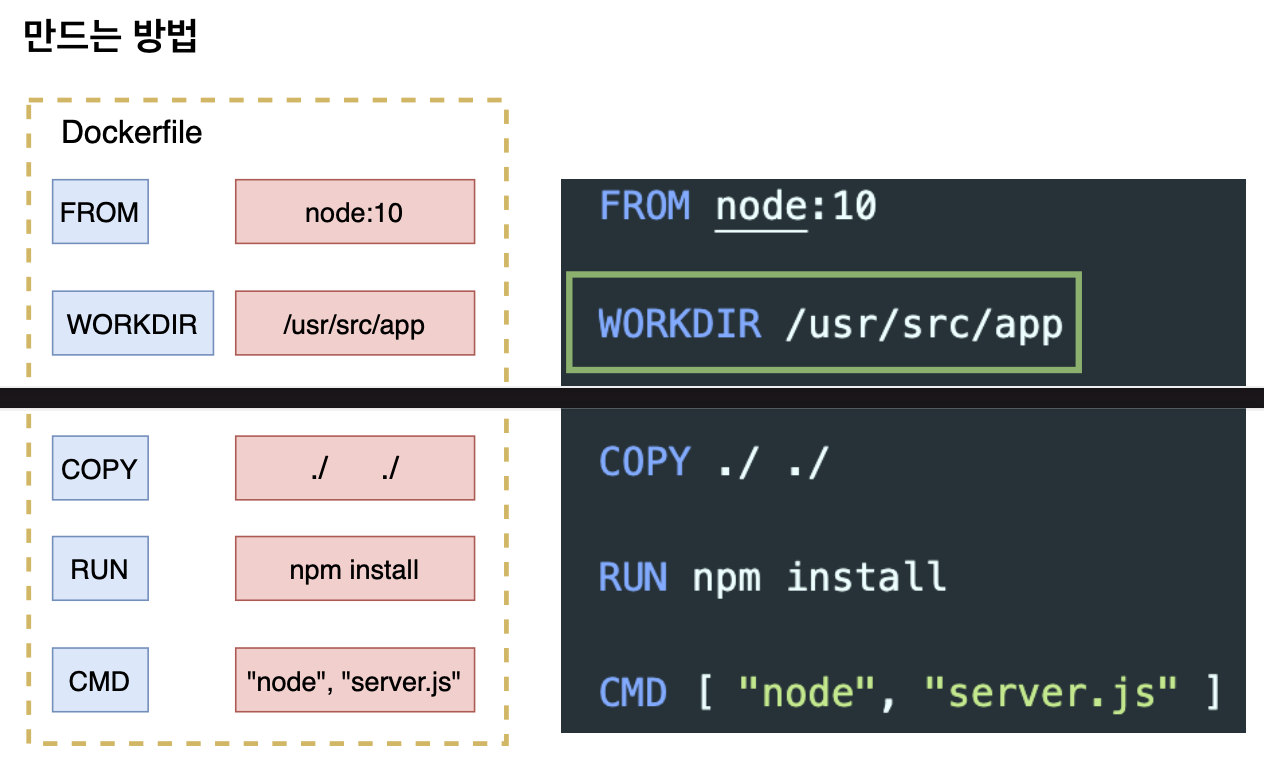 만드는 방법
Dockerfile
FROM node:10
WORKDIR /usr/src/app
COPY ./ ./
RUN npm install
CMD "node", "server.js"
FROM node:10
WORKDIR /usr/src/app
COPY ./ ./
RUN npm install
CMD [ "node", "server.js" ]